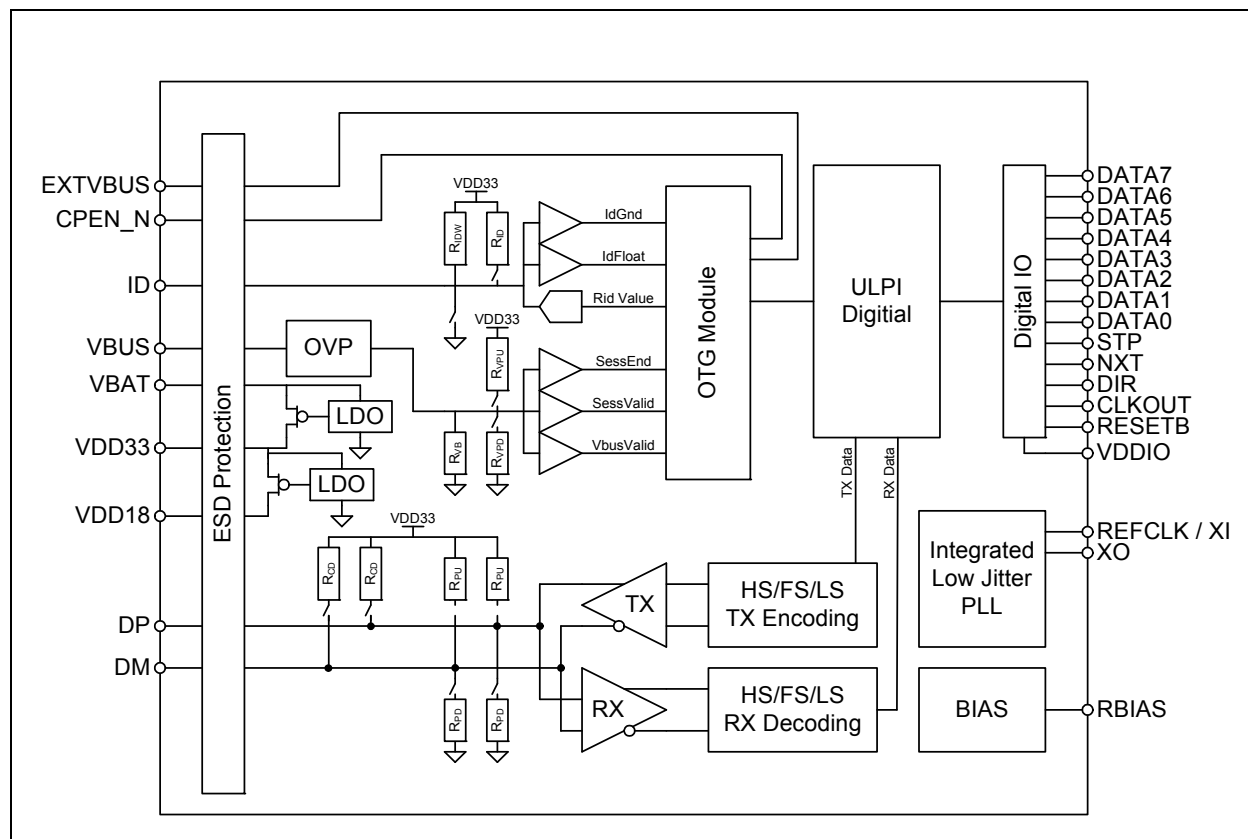 EXTVBUS
CPEN_N
ID
VBUS
VBAT
VDD33
VDD18
DP
DM
ESD Protection
OVP
LDO
LDO
VDD33
RIDW
RID
VDD33
RVPU
RVB
RVPD
IdGnd
IdFloat
Rid Value
SessEnd
SessValid
VbusValid
OTG Module
ULPI
Digitial
TX Data
RX Data
Digital IO
DATA7
DATA6
DATA5
DATA4
DATA3
DATA2
DATA1
DATA0
STP
NXT
DIR
CLKOUT
RESETB
VDDIO
VDD33
RCD
RCD
RPU
RPU
RPD
RPD
TX
HS/FS/LS
TX Encoding
RX
HS/FS/LS
RX Decoding
Integrated
Low Jitter
PLL
REFCLK / XI
XO
BIAS
RBIAS